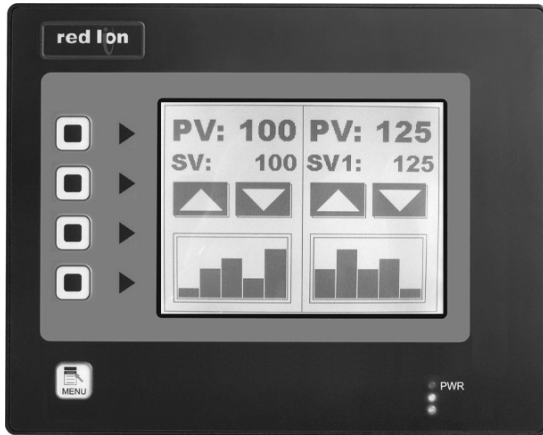 red lion
PV: 100 PV: 125
SV: 100 SV1: 125
MENU
PWR